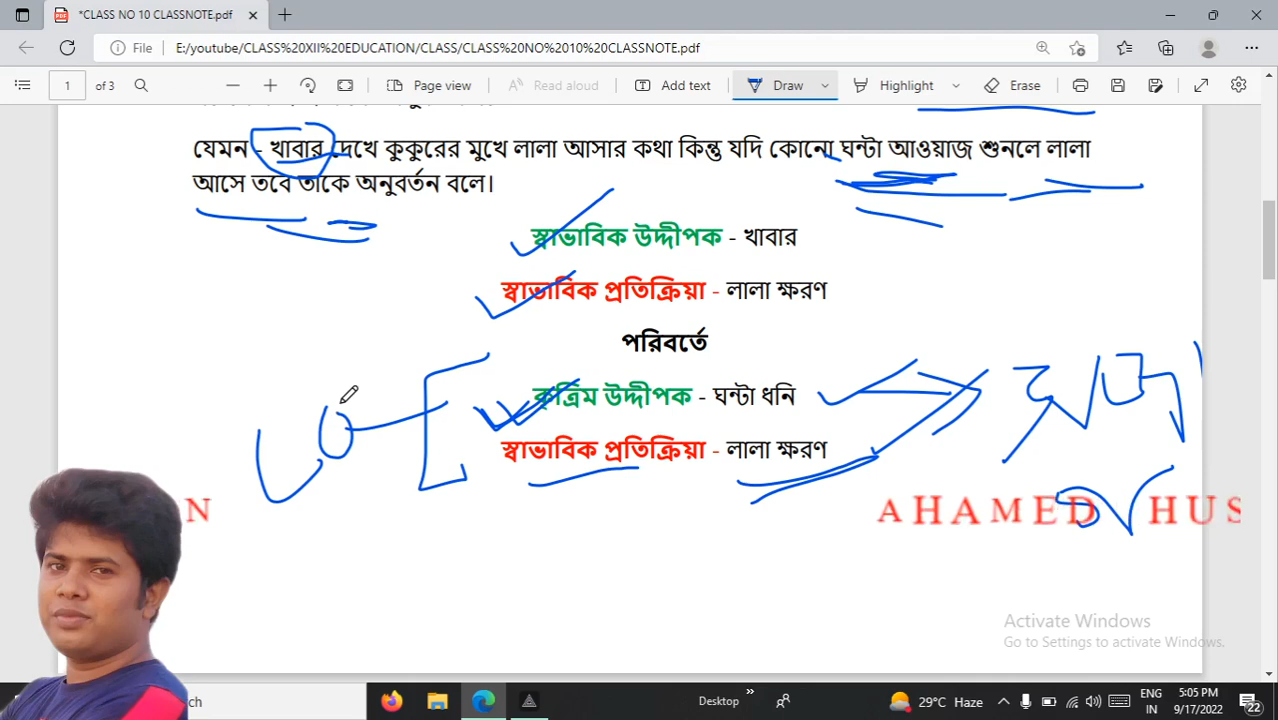 *CLASS NO 10 CLASSNOTE.pdf
File E:/youtube/CLASS%20XII%20EDUCATION/CLASS/CLASS%20NO%2010%20CLASSNOTE.pdf
1 of 3 Page view Read aloud Add text Draw Highlight Erase
যেমন - খাবার দেখে কুকুরের মুখে লালা আসার কথা কিন্তু যদি কোনো ঘন্টা আওয়াজ শুনলে লালা
আসে তবে তাকে অনুবর্তন বলে।
স্বাভাবিক উদ্দীপক - খাবার
স্বাভাবিক প্রতিক্রিয়া - লালা ক্ষরণ
পরিবর্তে
কৃত্রিম উদ্দীপক - ঘন্টা ধনি
স্বাভাবিক প্রতিক্রিয়া - লালা ক্ষরণ
N AHAMED HUS
Activate Windows
Go to Settings to activate Windows.
Desktop 29°C Haze ENG IN 5:05 PM 9/17/2022 22